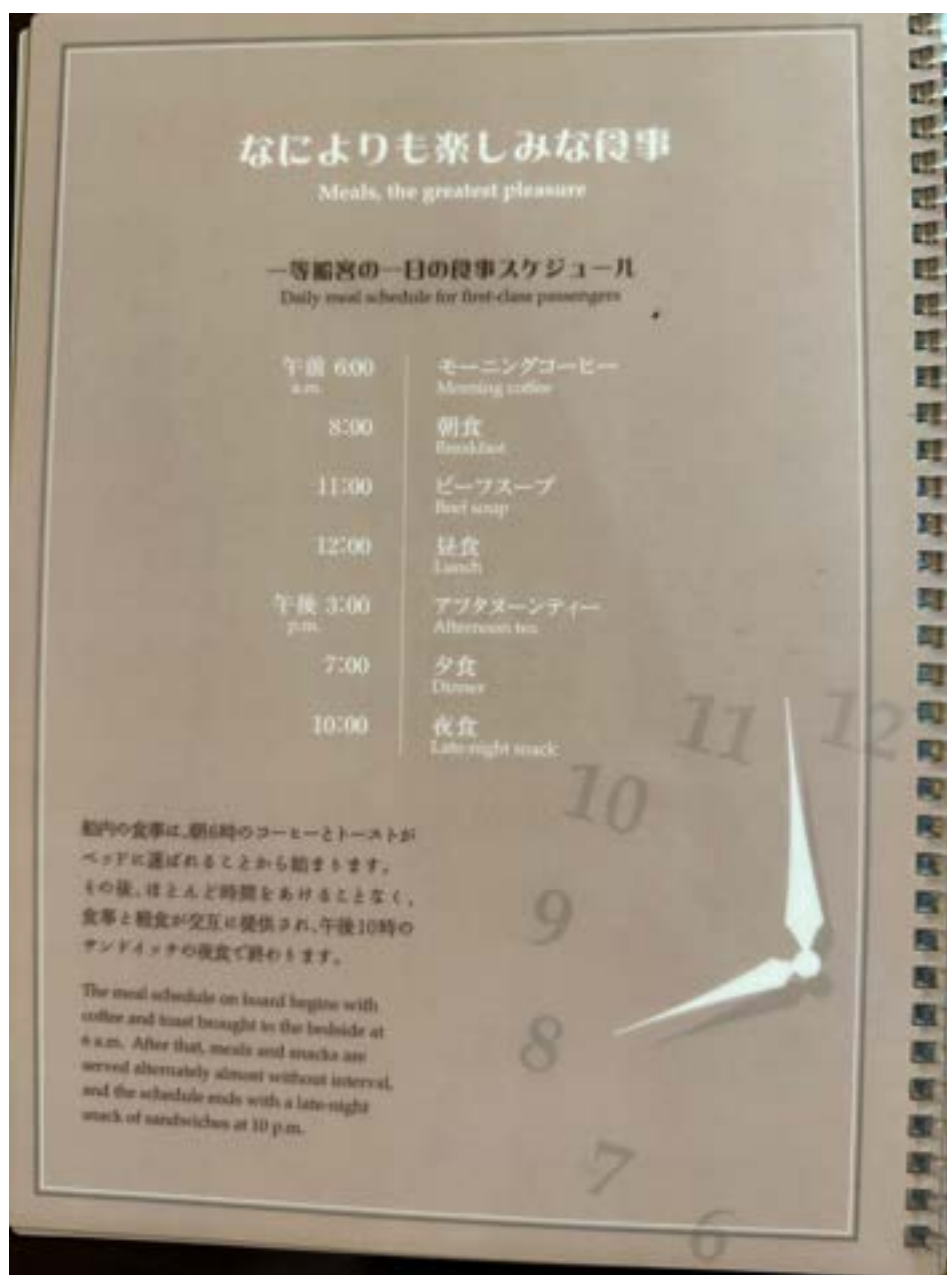 なによりも楽しみな食事
Meals, the greatest pleasure
一等船客の一日の食事スケジュール
Daily meal schedule for first-class passengers
午前 6:00 モーニングコーヒー
a.m. Morning coffee
8:00 朝食
Breakfast
11:00 ビーフスープ
Beef soup
12:00 昼食
Lunch
午後 3:00 アフタヌーンティー
p.m. Afternoon tea
7:00 夕食
Dinner
10:00 夜食
Late-night snack
船内の食事は、朝6時のコーヒーとトーストが
ベッドに運ばれることから始まります。
その後、ほとんど時間をあけることなく、
食事と軽食が交互に提供され、午後10時の
サンドイッチの夜食で終わります。
The meal schedule on board begins with
coffee and toast brought to the bedside at
6 a.m. After that, meals and snacks are
served alternately almost without interval,
and the schedule ends with a late-night
snack of sandwiches at 10 p.m.
11 12
10
9
8
7
6